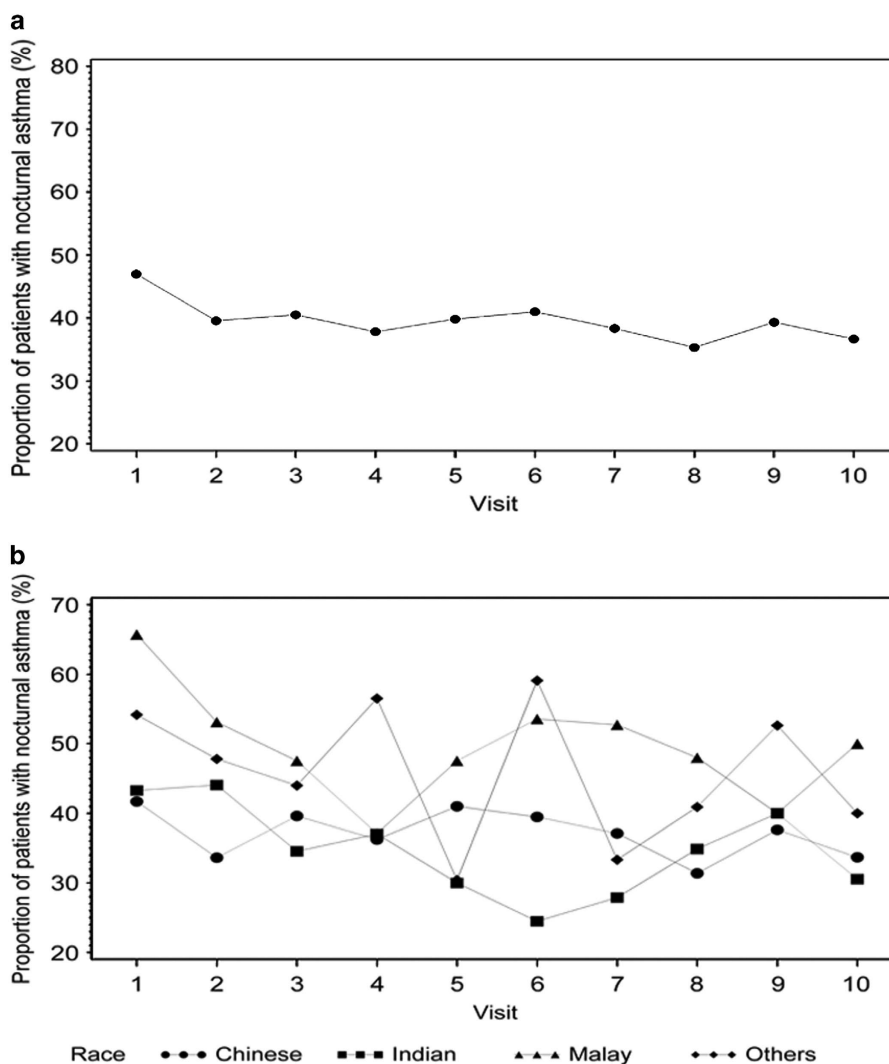 a
Proportion of patients with nocturnal asthma (%)
80
70
60
50
40
30
20
1 2 3 4 5 6 7 8 9 10
Visit
b
Proportion of patients with nocturnal asthma (%)
70
60
50
40
30
20
1 2 3 4 5 6 7 8 9 10
Visit
Race Chinese Indian Malay Others